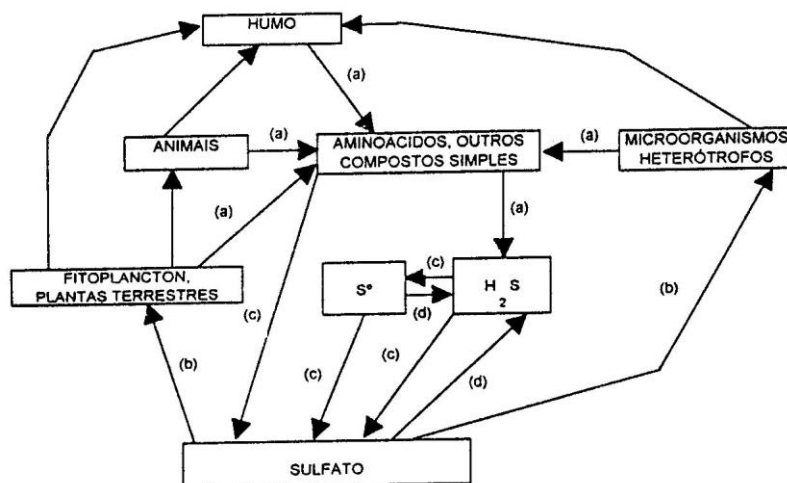 HUMO
(a)
ANIMAIS
(a)
AMINOÁCIDOS, OUTROS
COMPOSTOS SIMPLES
(a)
MICROORGANISMOS
HETERÓTROFOS
(a)
(a)
FITOPLANCTON,
PLANTAS TERRESTRES
(c)
S°
(c)
(d)
H 2 S
(b)
(b)
(c)
(c)
(d)
SULFATO